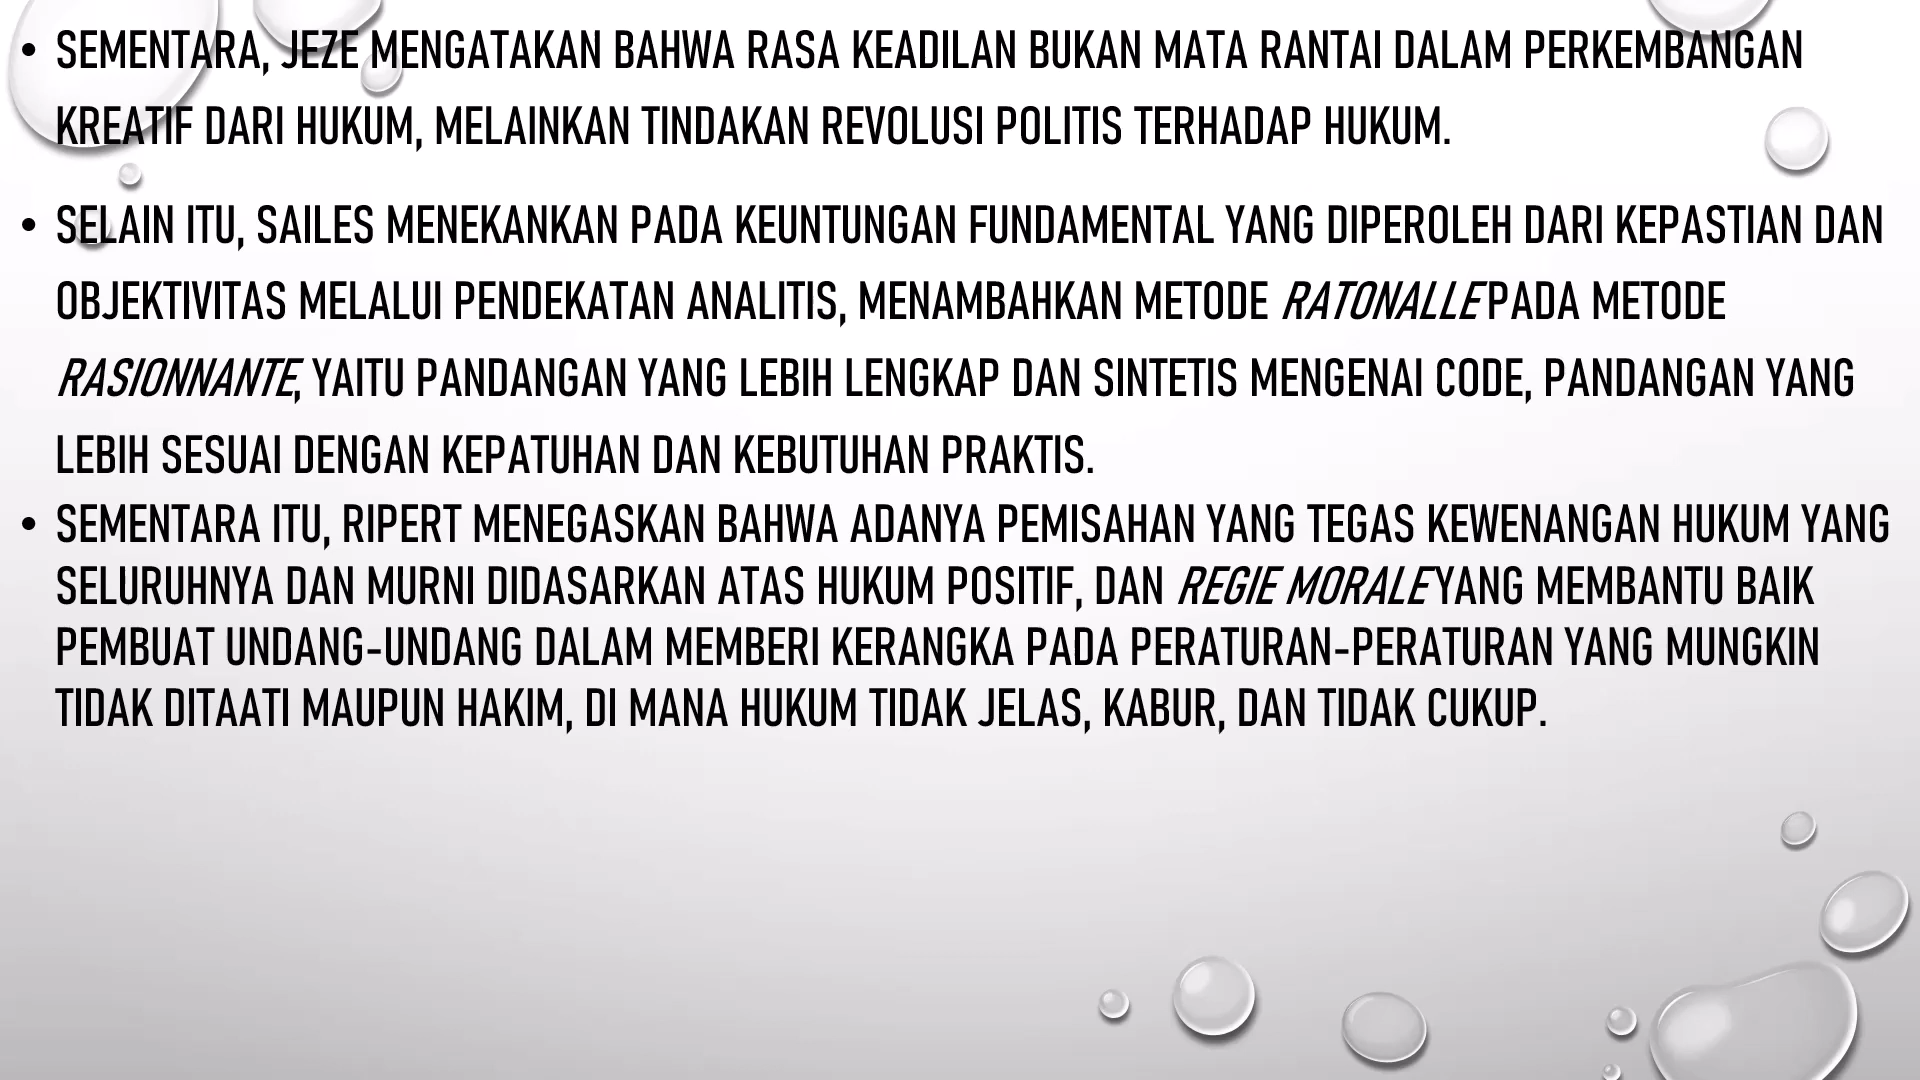 • SEMENTARA, JEZE MENGATAKAN BAHWA RASA KEADILAN BUKAN MATA RANTAI DALAM PERKEMBANGAN
KREATIF DARI HUKUM, MELAINKAN TINDAKAN REVOLUSI POLITIS TERHADAP HUKUM.
• SELAIN ITU, SAILES MENEKANKAN PADA KEUNTUNGAN FUNDAMENTAL YANG DIPEROLEH DARI KEPASTIAN DAN
OBJEKTIVITAS MELALUI PENDEKATAN ANALITIS, MENAMBAHKAN METODE RATONALLE PADA METODE
RASIONNANTE, YAITU PANDANGAN YANG LEBIH LENGKAP DAN SINTETIS MENGENAI CODE, PANDANGAN YANG
LEBIH SESUAI DENGAN KEPATUHAN DAN KEBUTUHAN PRAKTIS.
• SEMENTARA ITU, RIPERT MENEGASKAN BAHWA ADANYA PEMISAHAN YANG TEGAS KEWENANGAN HUKUM YANG
SELURUHNYA DAN MURNI DIDASARKAN ATAS HUKUM POSITIF, DAN REGIE MORALE YANG MEMBANTU BAIK
PEMBUAT UNDANG-UNDANG DALAM MEMBERI KERANGKA PADA PERATURAN-PERATURAN YANG MUNGKIN
TIDAK DITAATI MAUPUN HAKIM, DI MANA HUKUM TIDAK JELAS, KABUR, DAN TIDAK CUKUP.